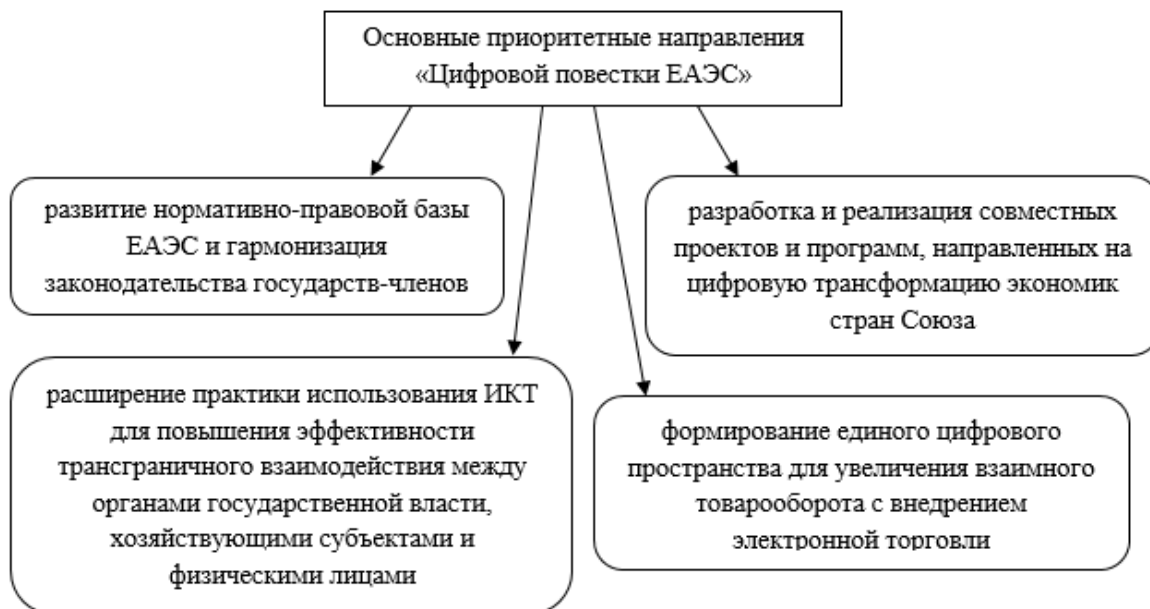 Основные приоритетные направления
«Цифровой повестки ЕАЭС»
развитие нормативно-правовой базы
ЕАЭС и гармонизация
законодательства государств-членов
разработка и реализация совместных
проектов и программ, направленных на
цифровую трансформацию экономик
стран Союза
расширение практики использования ИКТ
для повышения эффективности
трансграничного взаимодействия между
органами государственной власти,
хозяйствующими субъектами и
физическими лицами
формирование единого цифрового
пространства для увеличения взаимного
товарооборота с внедрением
электронной торговли